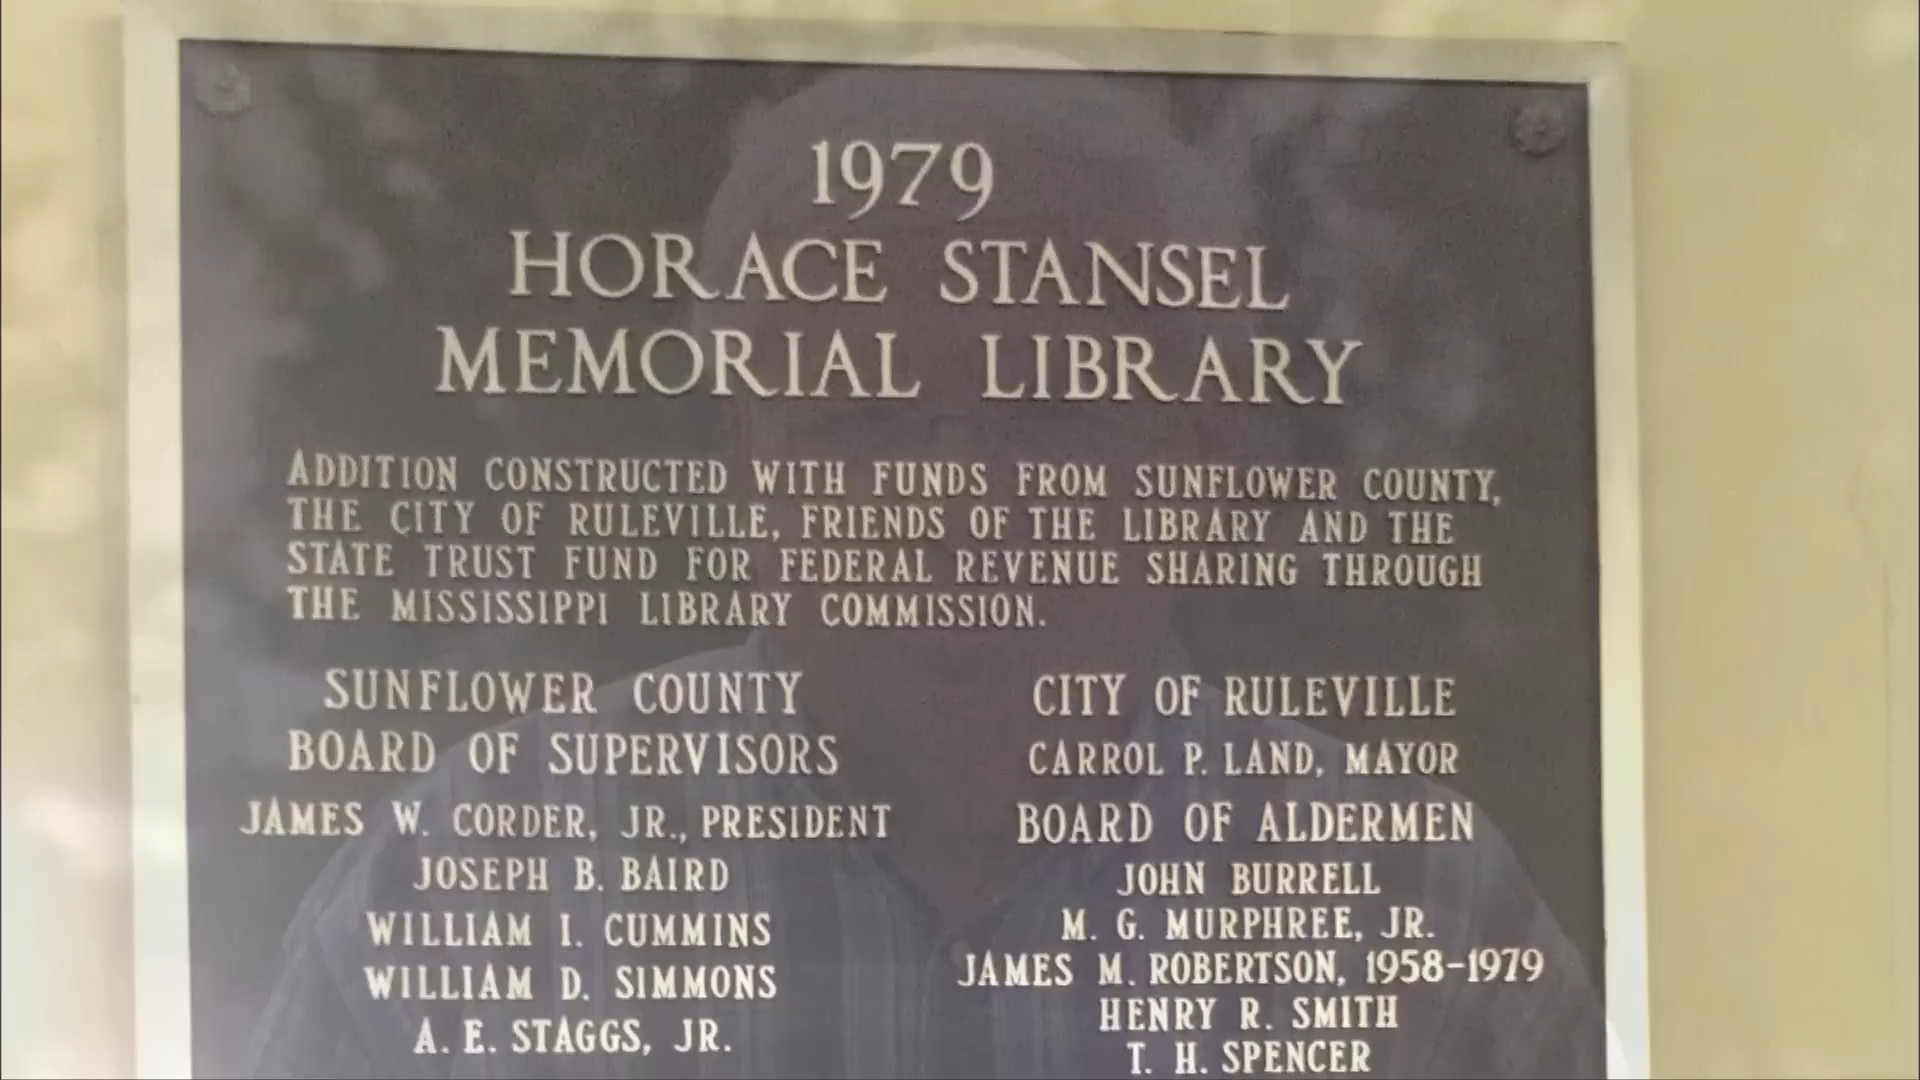 1979
HORACE STANSEL
MEMORIAL LIBRARY
ADDITION CONSTRUCTED WITH FUNDS FROM SUNFLOWER COUNTY,
THE CITY OF RULEVILLE, FRIENDS OF THE LIBRARY AND THE
STATE TRUST FUND FOR FEDERAL REVENUE SHARING THROUGH
THE MISSISSIPPI LIBRARY COMMISSION.
SUNFLOWER COUNTY
BOARD OF SUPERVISORS
JAMES W. CORDER, JR., PRESIDENT
JOSEPH B. BAIRD
WILLIAM I. CUMMINS
WILLIAM D. SIMMONS
A. E. STAGGS, JR.
CITY OF RULEVILLE
CARROL P. LAND, MAYOR
BOARD OF ALDERMEN
JOHN BURRELL
M. G. MURPHREE, JR.
JAMES M. ROBERTSON, 1958-1979
HENRY R. SMITH
T. H. SPENCER